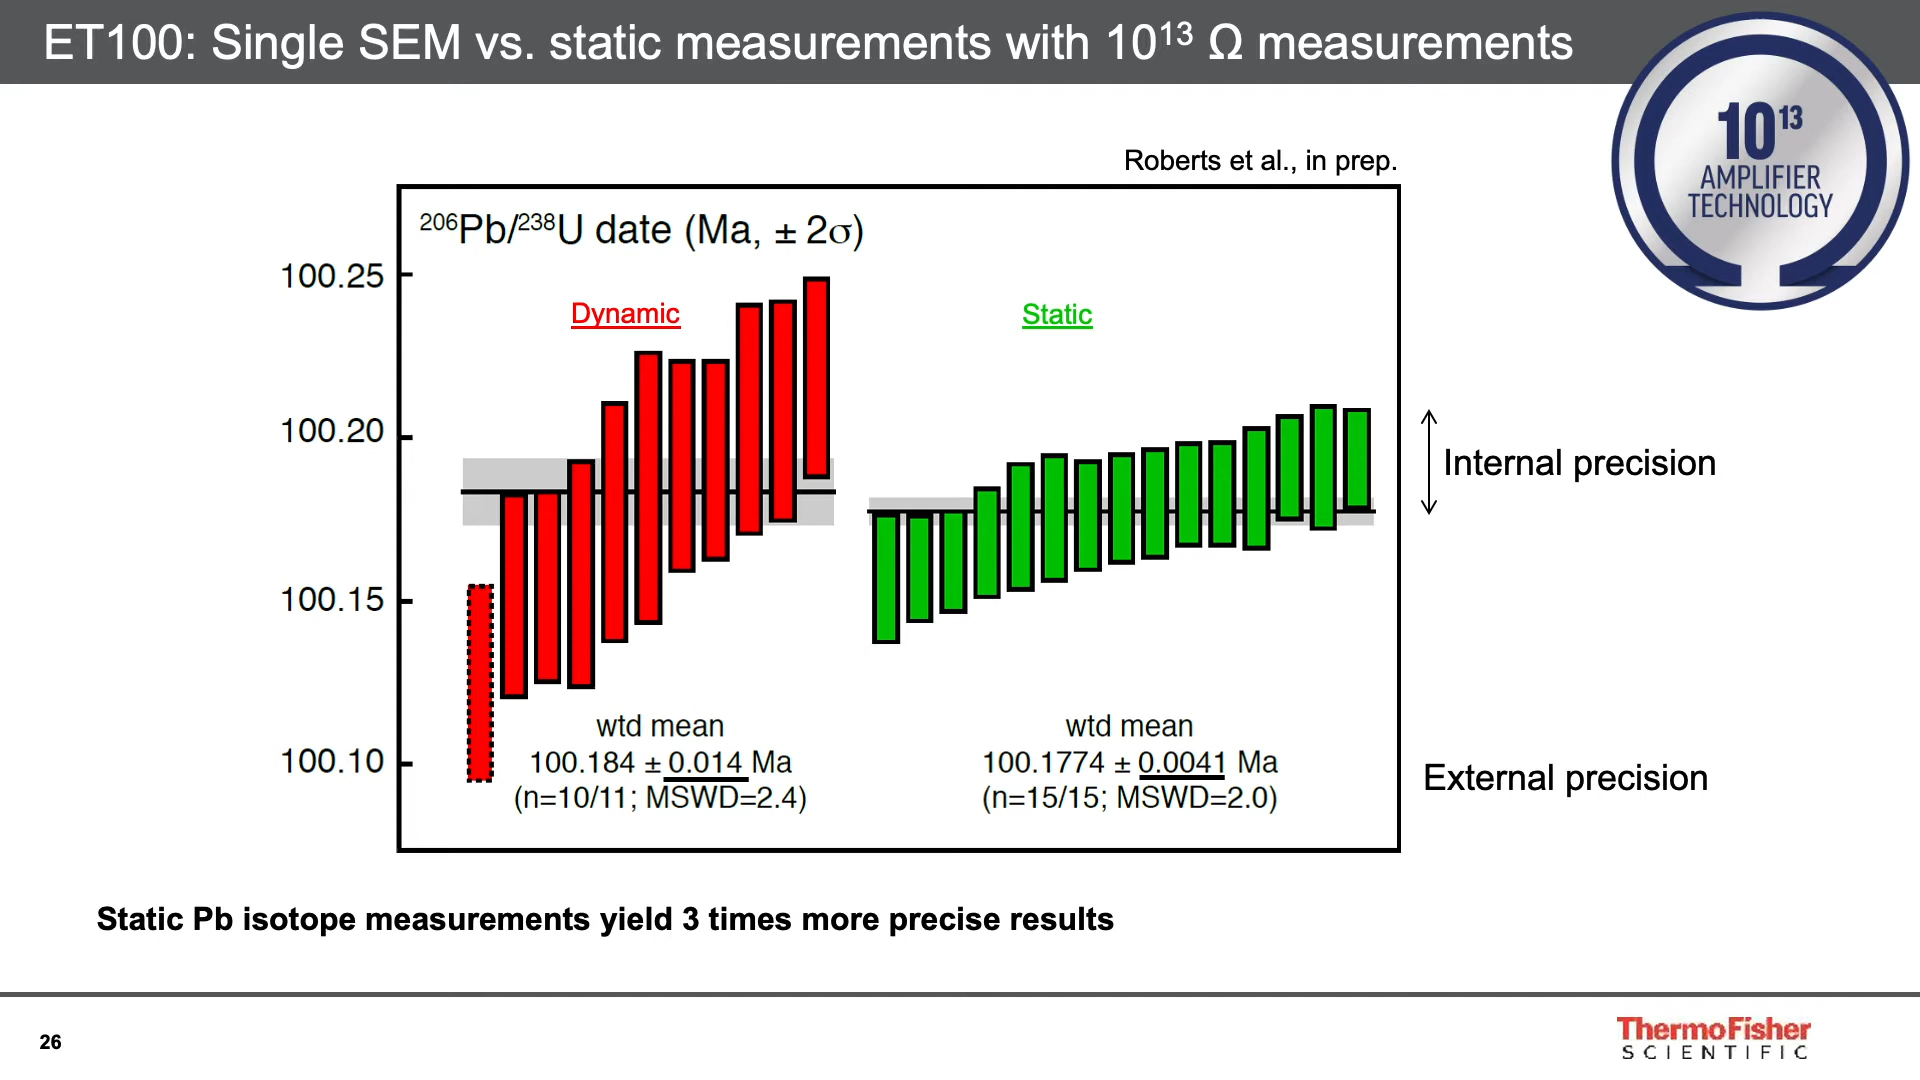 ET100: Single SEM vs. static measurements with 10¹³ Ω measurements
10¹³
AMPLIFIER
TECHNOLOGY
Roberts et al., in prep.
²⁰⁶Pb/²³⁸U date (Ma, ± 2σ)
100.25
100.20
100.15
100.10
Dynamic
Static
Internal precision
wtd mean
100.184 ± 0.014 Ma
(n=10/11; MSWD=2.4)
wtd mean
100.1774 ± 0.0041 Ma
(n=15/15; MSWD=2.0)
External precision
Static Pb isotope measurements yield 3 times more precise results
26
ThermoFisher
SCIENTIFIC